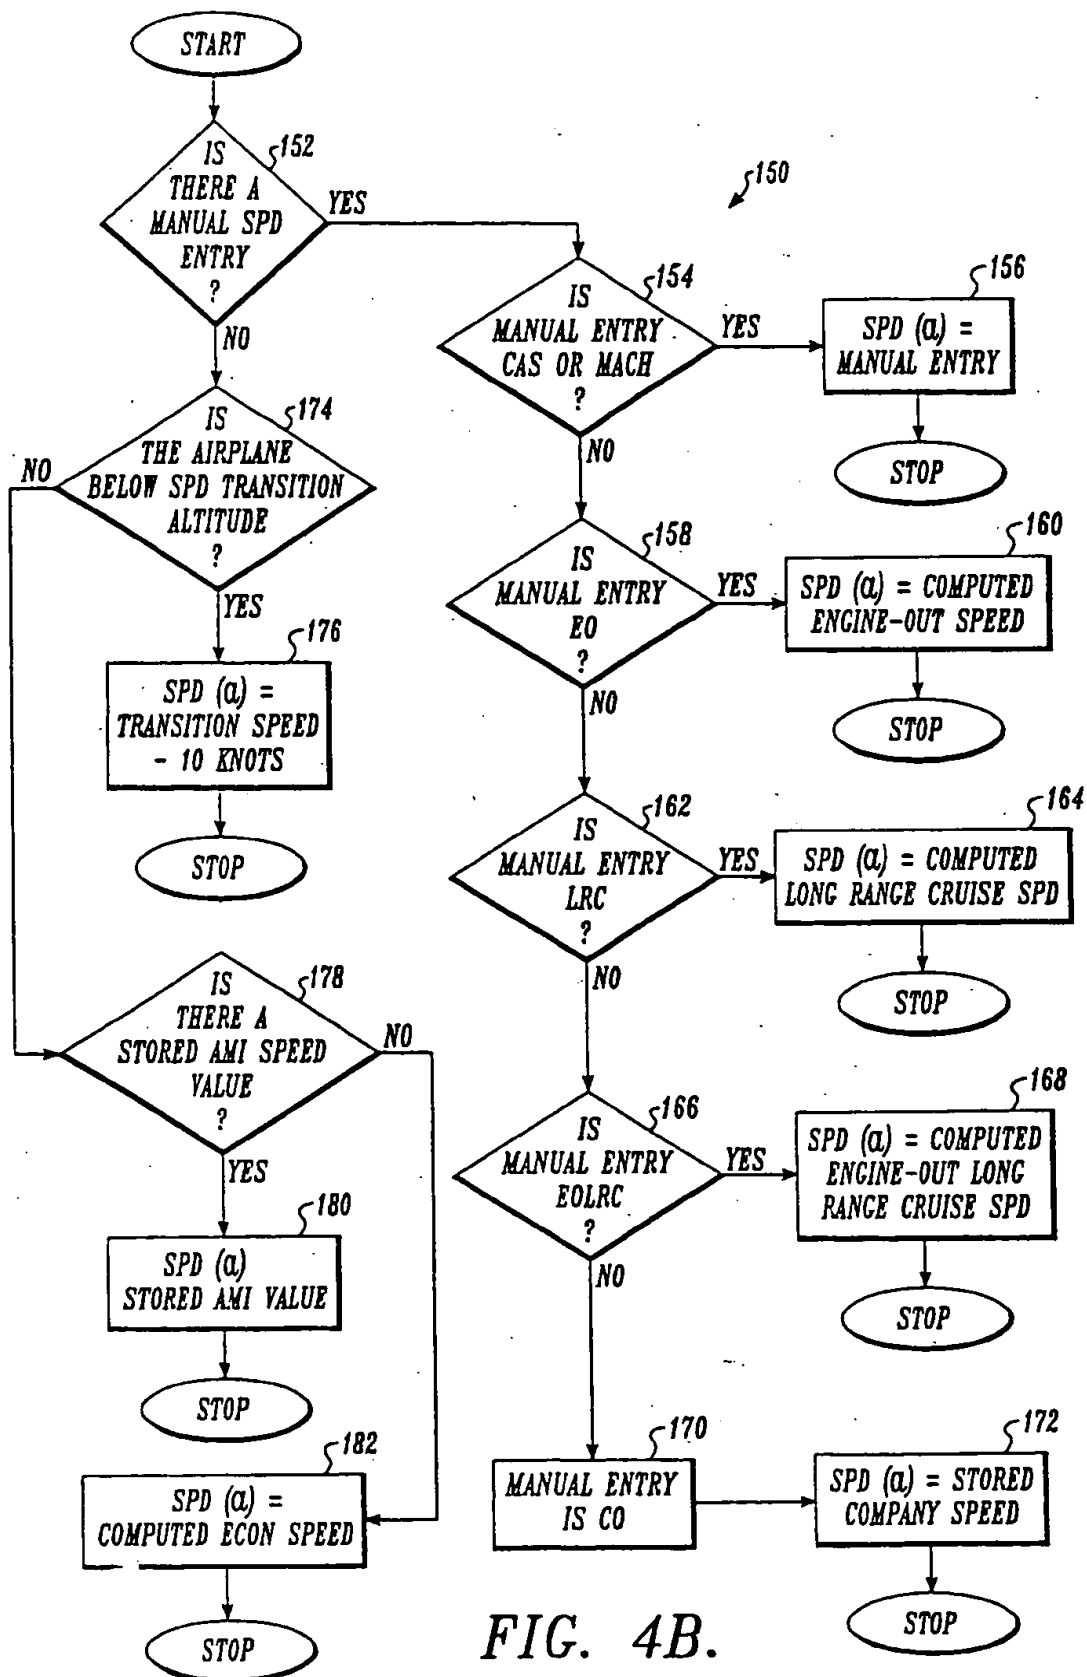 START
152
IS
THERE A
MANUAL SPD
ENTRY
?
YES
NO
150
154
IS
MANUAL ENTRY
CAS OR MACH
?
YES
NO
156
SPD (a) =
MANUAL ENTRY
STOP
174
IS
THE AIRPLANE
BELOW SPD TRANSITION
ALTITUDE
?
NO
YES
158
IS
MANUAL ENTRY
EO
?
YES
NO
160
SPD (a) = COMPUTED
ENGINE-OUT SPEED
STOP
176
SPD (a) =
TRANSITION SPEED
- 10 KNOTS
STOP
162
IS
MANUAL ENTRY
LRC
?
YES
NO
164
SPD (a) = COMPUTED
LONG RANGE CRUISE SPD
STOP
178
IS
THERE A
STORED AMI SPEED
VALUE
?
NO
YES
166
IS
MANUAL ENTRY
EOLRC
?
YES
NO
168
SPD (a) = COMPUTED
ENGINE-OUT LONG
RANGE CRUISE SPD
STOP
180
SPD (a)
STORED AMI VALUE
STOP
170
MANUAL ENTRY
IS CO
172
SPD (a) = STORED
COMPANY SPEED
STOP
182
SPD (a) =
COMPUTED ECON SPEED
STOP
FIG. 4B.